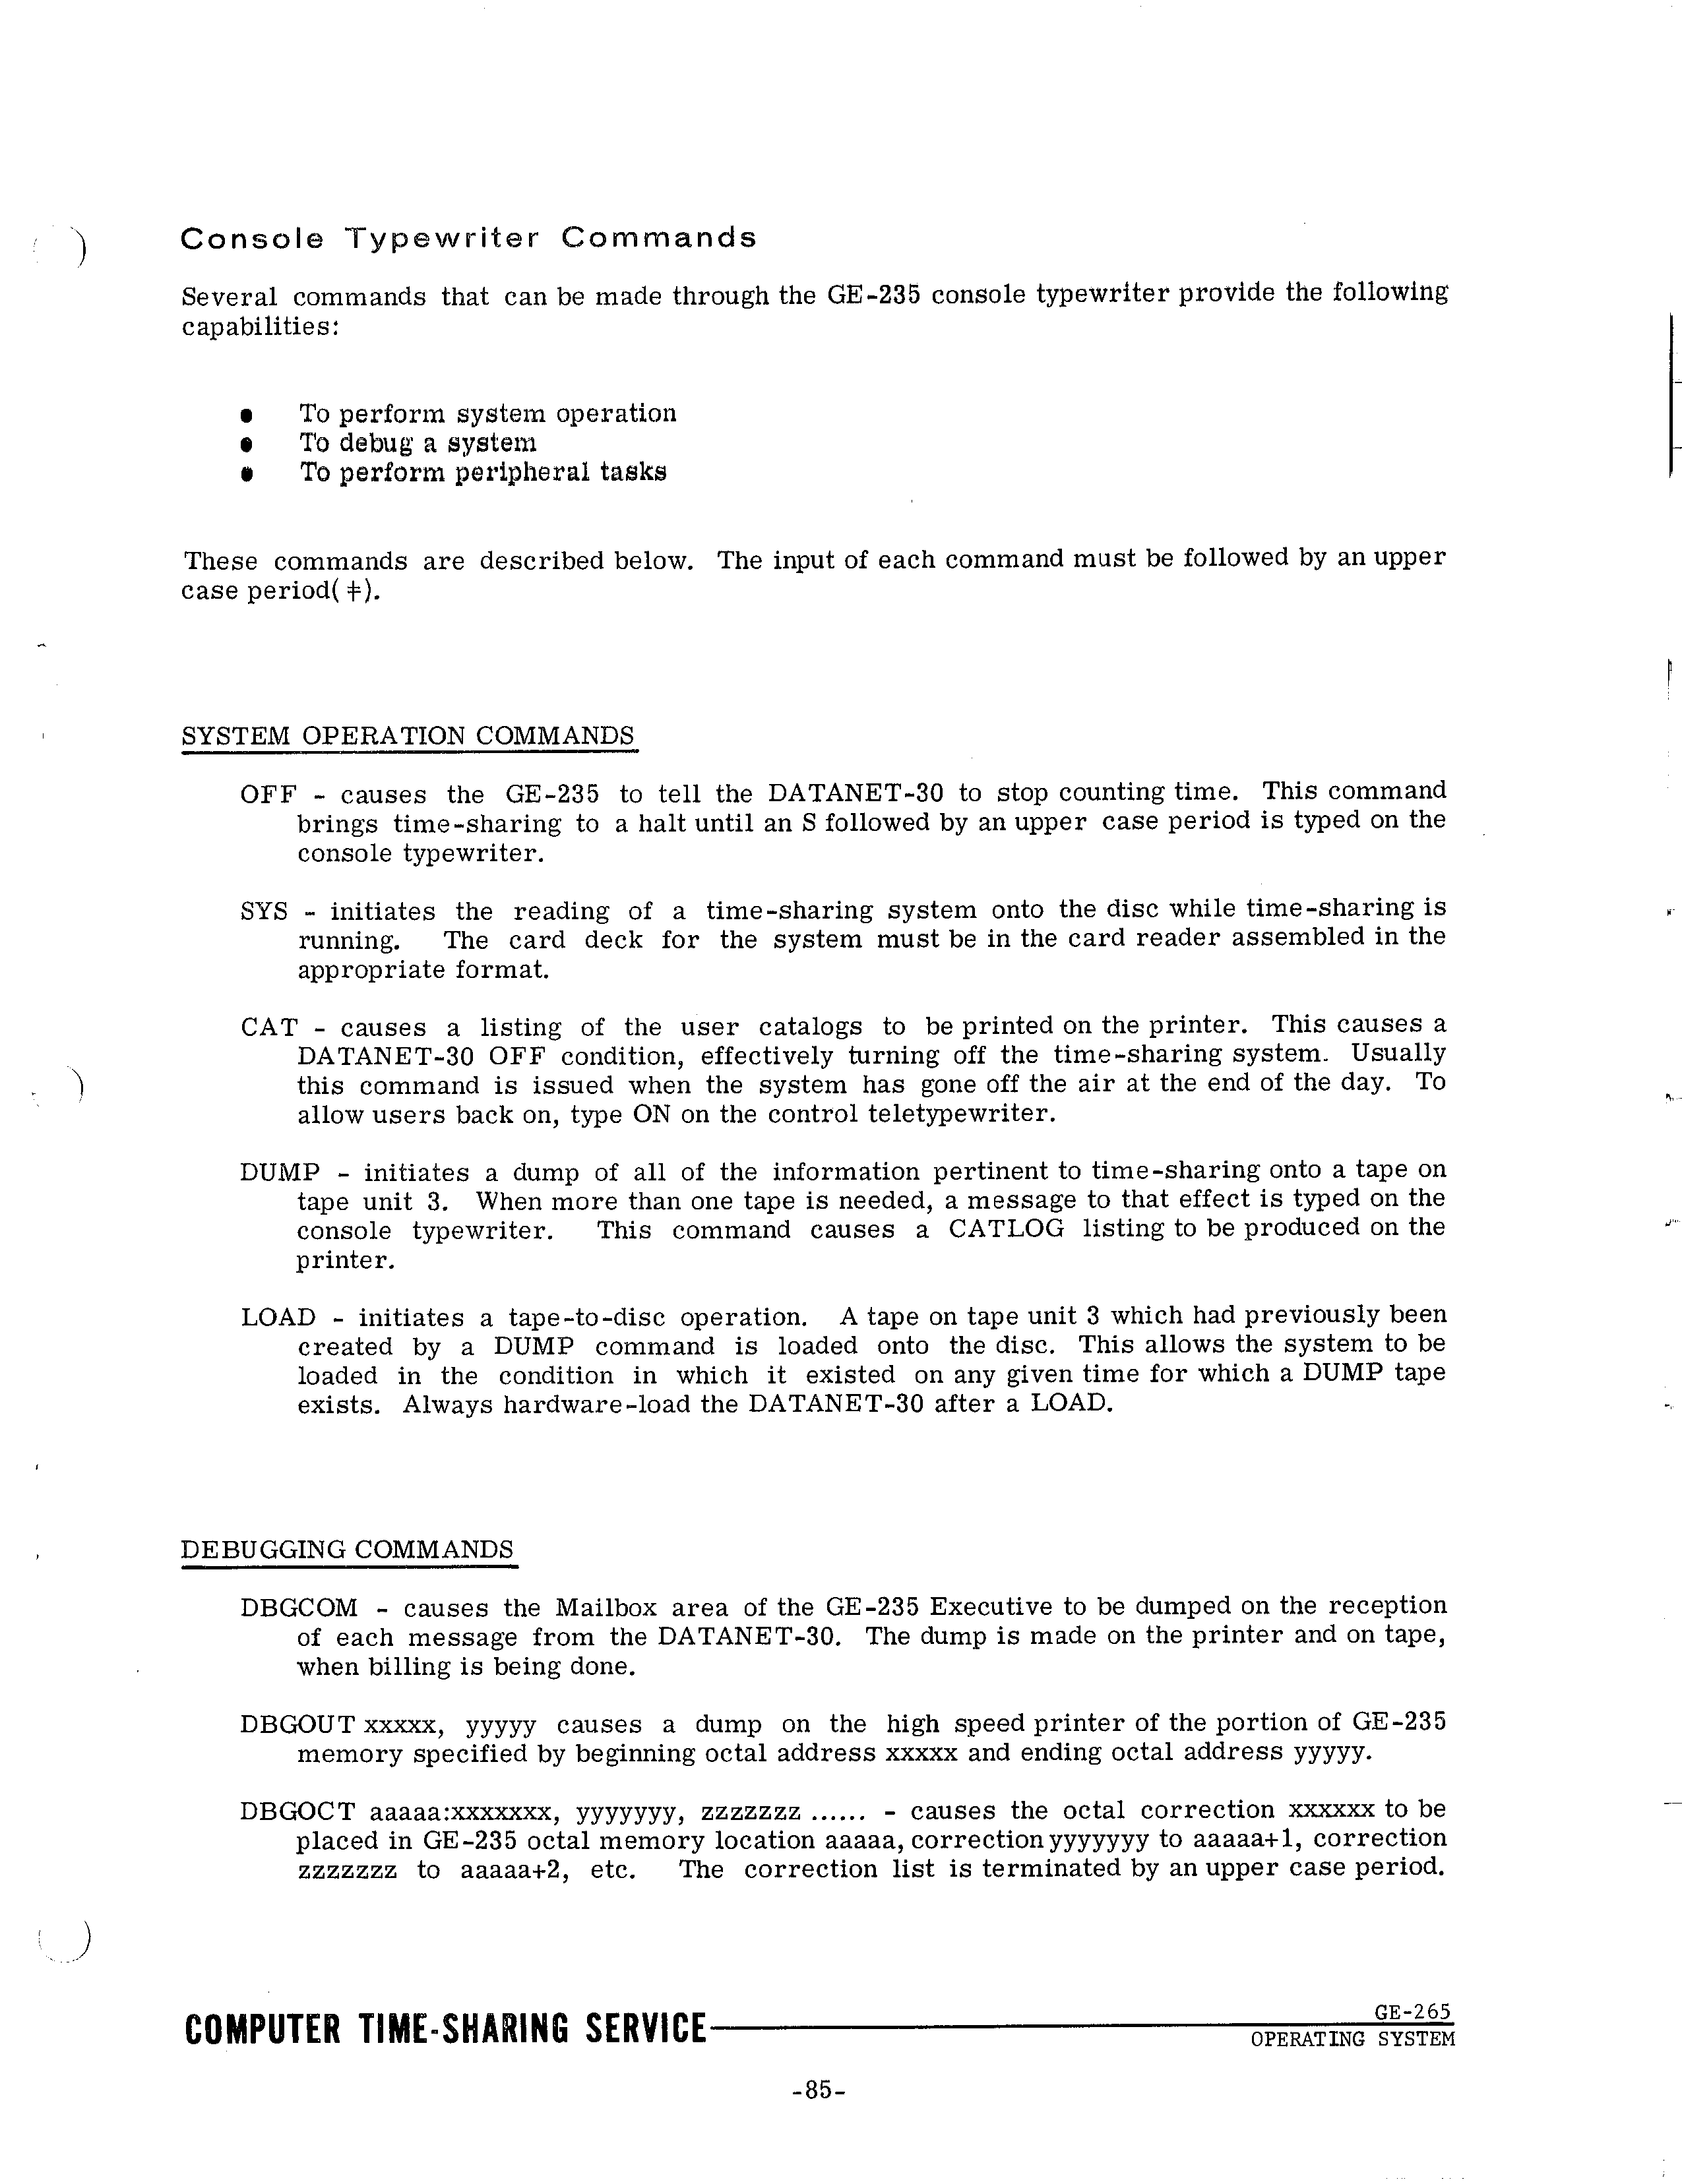 Console Typewriter Commands
Several commands that can be made through the GE-235 console typewriter provide the following
capabilities:
● To perform system operation
● To debug a system
● To perform peripheral tasks
These commands are described below. The input of each command must be followed by an upper
case period( ‡).
SYSTEM OPERATION COMMANDS
OFF - causes the GE-235 to tell the DATANET-30 to stop counting time. This command
brings time-sharing to a halt until an S followed by an upper case period is typed on the
console typewriter.
SYS - initiates the reading of a time-sharing system onto the disc while time-sharing is
running. The card deck for the system must be in the card reader assembled in the
appropriate format.
CAT - causes a listing of the user catalogs to be printed on the printer. This causes a
DATANET-30 OFF condition, effectively turning off the time-sharing system. Usually
this command is issued when the system has gone off the air at the end of the day. To
allow users back on, type ON on the control teletypewriter.
DUMP - initiates a dump of all of the information pertinent to time-sharing onto a tape on
tape unit 3. When more than one tape is needed, a message to that effect is typed on the
console typewriter. This command causes a CATLOG listing to be produced on the
printer.
LOAD - initiates a tape-to-disc operation. A tape on tape unit 3 which had previously been
created by a DUMP command is loaded onto the disc. This allows the system to be
loaded in the condition in which it existed on any given time for which a DUMP tape
exists. Always hardware-load the DATANET-30 after a LOAD.
DEBUGGING COMMANDS
DBGCOM - causes the Mailbox area of the GE-235 Executive to be dumped on the reception
of each message from the DATANET-30. The dump is made on the printer and on tape,
when billing is being done.
DBGOUT xxxxx, yyyyy causes a dump on the high speed printer of the portion of GE-235
memory specified by beginning octal address xxxxx and ending octal address yyyyy.
DBGOCT aaaaa:xxxxxxx, yyyyyyy, zzzzzzz ...... - causes the octal correction xxxxxx to be
placed in GE-235 octal memory location aaaaa, correction yyyyyyy to aaaaa+1, correction
zzzzzzz to aaaaa+2, etc. The correction list is terminated by an upper case period.
COMPUTER TIME-SHARING SERVICE
GE-265
OPERATING SYSTEM
-85-